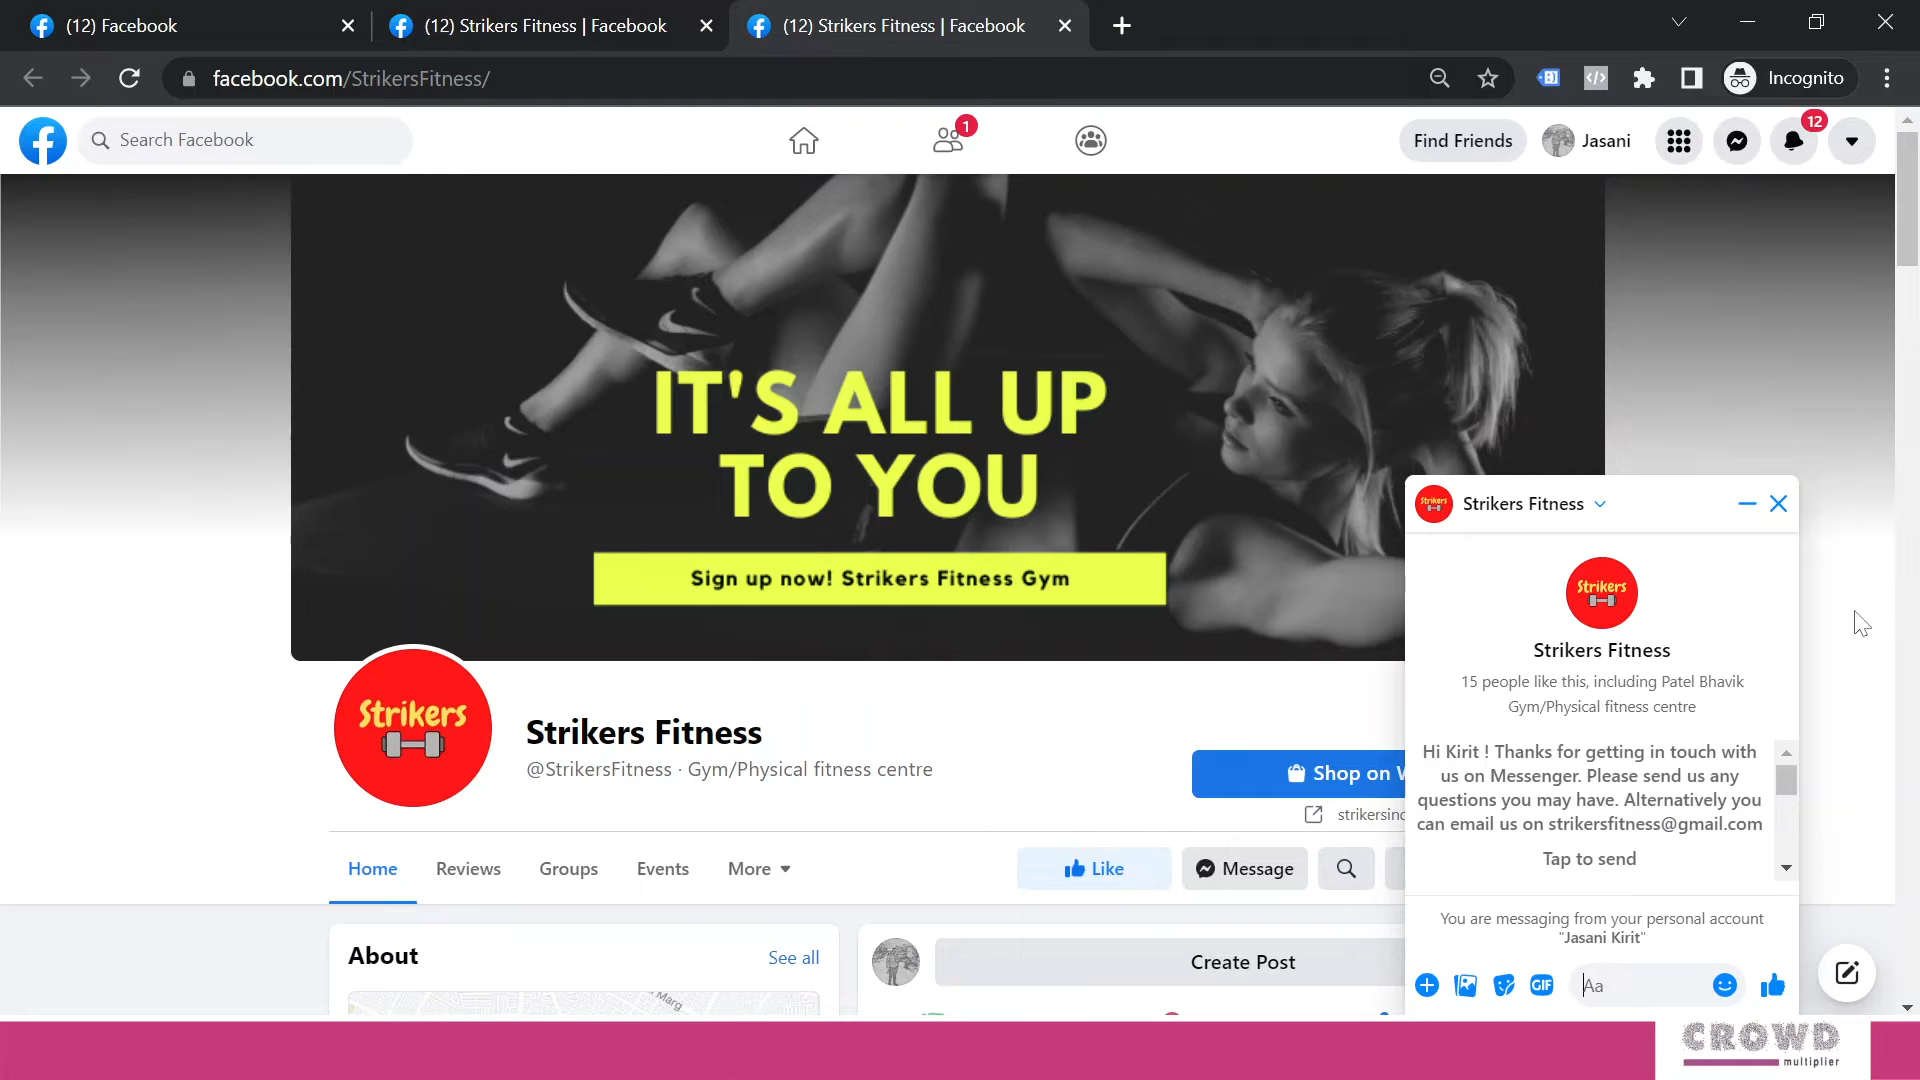 (12) Facebook
(12) Strikers Fitness | Facebook
(12) Strikers Fitness | Facebook
facebook.com/StrikersFitness/
Incognito
Search Facebook
1
Find Friends
Jasani
12
IT'S ALL UP
TO YOU
Sign up now! Strikers Fitness Gym
Strikers
Strikers Fitness
@StrikersFitness · Gym/Physical fitness centre
Shop on W
strikersinc
Home
Reviews
Groups
Events
More
Like
Message
About
See all
Marg
Create Post
Strikers
Strikers Fitness
Strikers
Strikers Fitness
15 people like this, including Patel Bhavik
Gym/Physical fitness centre
Hi Kirit ! Thanks for getting in touch with
us on Messenger. Please send us any
questions you may have. Alternatively you
can email us on strikersfitness@gmail.com
Tap to send
You are messaging from your personal account
"Jasani Kirit"
GIF
Aa
CROWD
multiplier